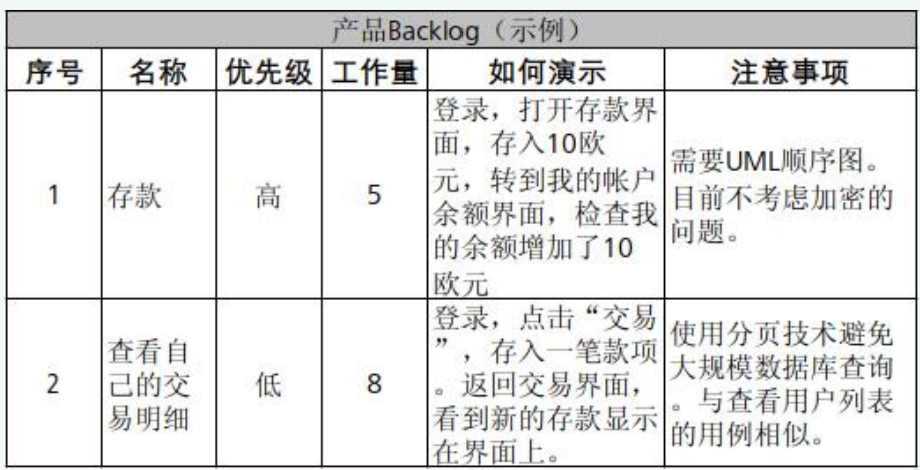 产品Backlog（示例）
序号 名称 优先级 工作量 如何演示 注意事项
1
存款
高
5
登录，打开存款界
面，存入10欧
元，转到我的帐户
余额界面，检查我
的余额增加了10
欧元
需要UML顺序图。
目前不考虑加密的
问题。
2
查看自
己的交
易明细
低
8
登录，点击“交易
”，存入一笔款项
。返回交易界面，
看到新的存款显示
在界面上。
使用分页技术避免
大规模数据库查询
。与查看用户列表
的用例相似。